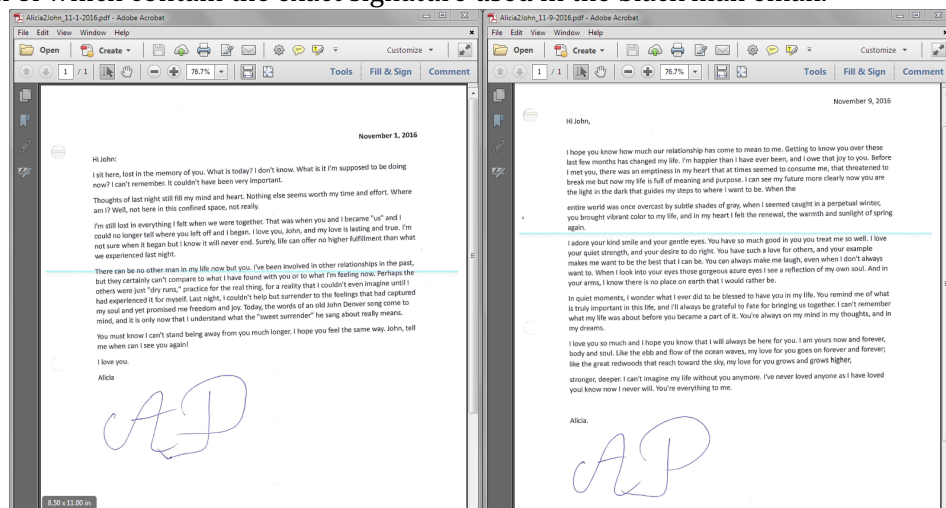 of which contain the exact signature used in the black mail email.
Alicia2John_11-1-2016.pdf - Adobe Acrobat
File Edit View Window Help
Open Create Customize
1 / 1 76.7% Tools Fill & Sign Comment
November 1, 2016
Hi John:
I sit here, lost in the memory of you. What is today? I don't know. What is it I'm supposed to be doing
now? I can't remember. It couldn't have been very important.
Thoughts of last night still fill my mind and heart. Nothing else seems worth my time and effort. Where
am I? Well, not here in this confined space, not really.
I'm still lost in everything I felt when we were together. That was when you and I became "us" and I
could no longer tell where you left off and I began. I love you, John, and my love is lasting and true. I'm
not sure when it began but I know it will never end. Surely, life can offer no higher fulfillment than what
we experienced last night.
There can be no other man in my life now but you. I've been involved in other relationships in the past,
but they certainly can't compare to what I have found with you or to what I'm feeling now. Perhaps the
others were just "dry runs," practice for the real thing, for a reality that I couldn't even imagine until I
had experienced it for myself. Last night, I couldn't help but surrender to the feelings that had captured
my soul and yet promised me freedom and joy. Today, the words of an old John Denver song come to
mind, and it is only now that I understand what the "sweet surrender" he sang about really means.
You must know I can't stand being away from you much longer. I hope you feel the same way. John, tell
me when can I see you again!
I love you.
Alicia
AP
8.50 x 11.00 in
Alicia2John_11-9-2016.pdf - Adobe Acrobat
File Edit View Window Help
Open Create Customize
1 / 1 76.7% Tools Fill & Sign Comment
November 9, 2016
Hi John,
I hope you know how much our relationship has come to mean to me. Getting to know you over these
last few months has changed my life. I'm happier than I have ever been, and I owe that joy to you. Before
I met you, there was an emptiness in my heart that at times seemed to consume me, that threatened to
break me but now my life is full of meaning and purpose. I can see my future more clearly now you are
the light in the dark that guides my steps to where I want to be. When the
entire world was once overcast by subtle shades of gray, when I seemed caught in a perpetual winter,
you brought vibrant color to my life, and in my heart I felt the renewal, the warmth and sunlight of spring
again.
I adore your kind smile and your gentle eyes. You have so much good in you you treat me so well. I love
your quiet strength, and your desire to do right. You have such a love for others, and your example
makes me want to be the best that I can be. You can always make me laugh, even when I don't always
want to. When I look into your eyes those gorgeous azure eyes I see a reflection of my own soul. And in
your arms, I know there is no place on earth that I would rather be.
In quiet moments, I wonder what I ever did to be blessed to have you in my life. You remind me of what
is truly important in this life, and I'll always be grateful to Fate for bringing us together. I can't remember
what my life was about before you became a part of it. You're always on my mind in my thoughts, and in
my dreams.
I love you so much and I hope you know that I will always be here for you. I am yours now and forever,
body and soul. Like the ebb and flow of the ocean waves, my love for you goes on forever and forever;
like the great redwoods that reach toward the sky, my love for you grows and grows higher,
stronger, deeper. I can't imagine my life without you anymore. I've never loved anyone as I have loved
youI know now I never will. You're everything to me.
Alicia.
AP